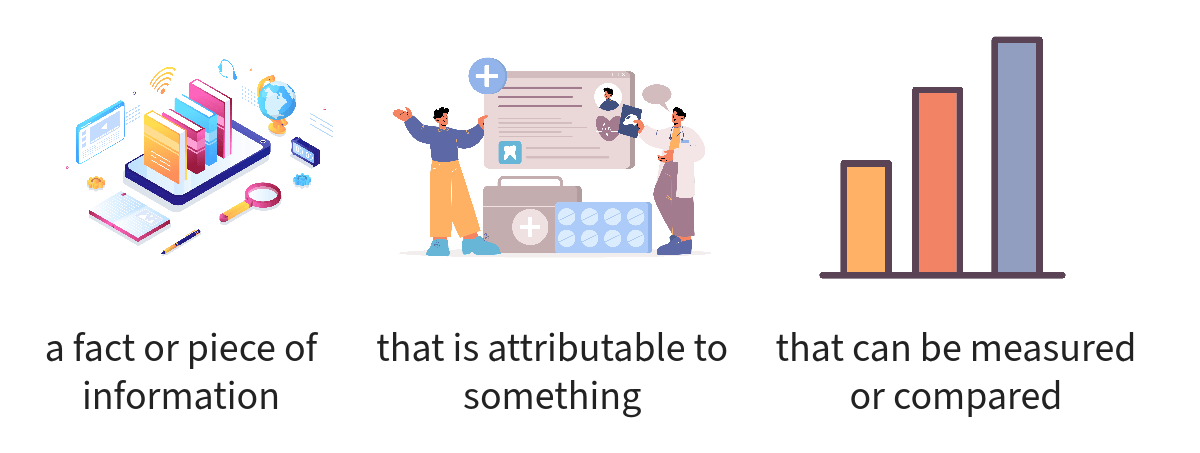 a fact or piece of
information
that is attributable to
something
that can be measured
or compared